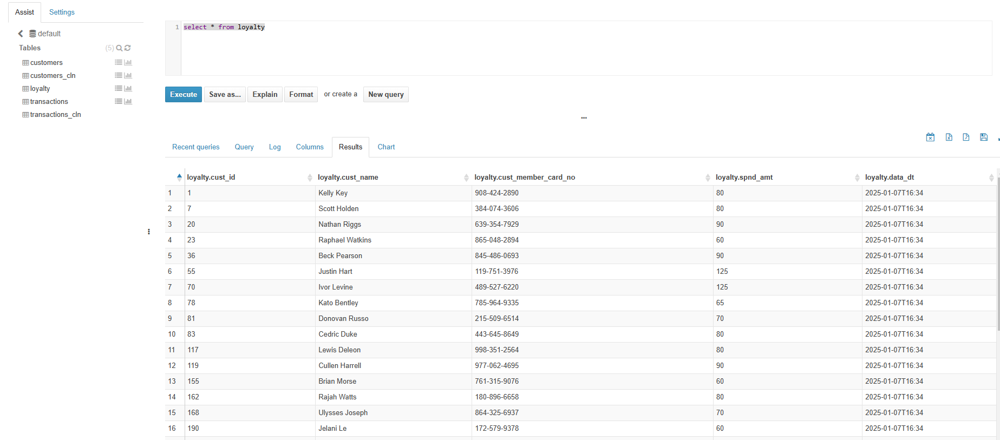 Assist Settings
default
Tables (5)
customers
customers_cln
loyalty
transactions
transactions_cln
1 select * from loyalty
Execute Save as... Explain Format or create a New query
Recent queries Query Log Columns Results Chart
loyalty.cust_id loyalty.cust_name loyalty.cust_member_card_no loyalty.spnd_amt loyalty.data_dt
1 1 Kelly Key 908-424-2890 80 2025-01-07T16:34
2 7 Scott Holden 384-074-3606 80 2025-01-07T16:34
3 20 Nathan Riggs 639-354-7929 90 2025-01-07T16:34
4 23 Raphael Watkins 865-048-2894 60 2025-01-07T16:34
5 36 Beck Pearson 845-486-0693 90 2025-01-07T16:34
6 55 Justin Hart 119-751-3976 125 2025-01-07T16:34
7 70 Ivor Levine 489-527-6220 125 2025-01-07T16:34
8 78 Kato Bentley 785-964-9335 65 2025-01-07T16:34
9 81 Donovan Russo 215-509-6514 70 2025-01-07T16:34
10 83 Cedric Duke 443-645-8649 80 2025-01-07T16:34
11 117 Lewis Deleon 998-351-2564 80 2025-01-07T16:34
12 119 Cullen Harrell 977-062-4695 90 2025-01-07T16:34
13 155 Brian Morse 761-315-9076 60 2025-01-07T16:34
14 162 Rajah Watts 180-896-6658 80 2025-01-07T16:34
15 168 Ulysses Joseph 864-325-6937 70 2025-01-07T16:34
16 190 Jelani Le 172-579-9378 60 2025-01-07T16:34